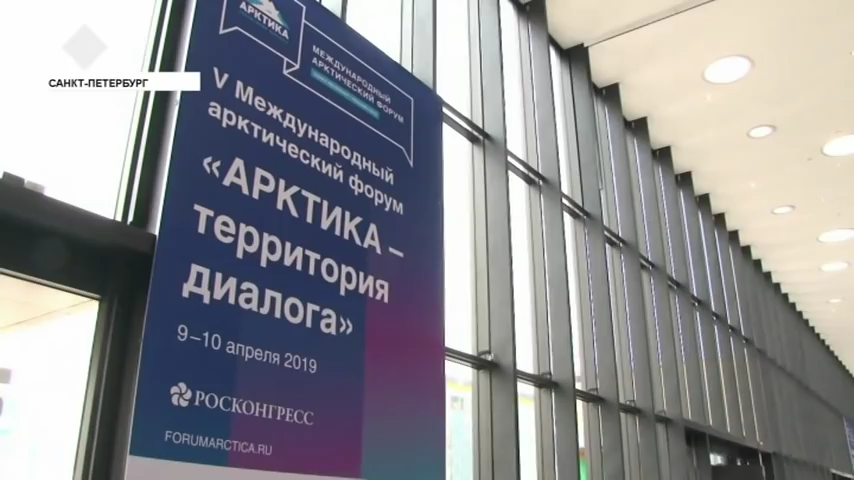 АРКТИКА
МЕЖДУНАРОДНЫЙ
АРКТИЧЕСКИЙ ФОРУМ
САНКТ-ПЕТЕРБУРГ
V Международный
арктический форум
«АРКТИКА –
территория
диалога»
9–10 апреля 2019
РОСКОНГРЕСС
FORUMARCTICA.RU